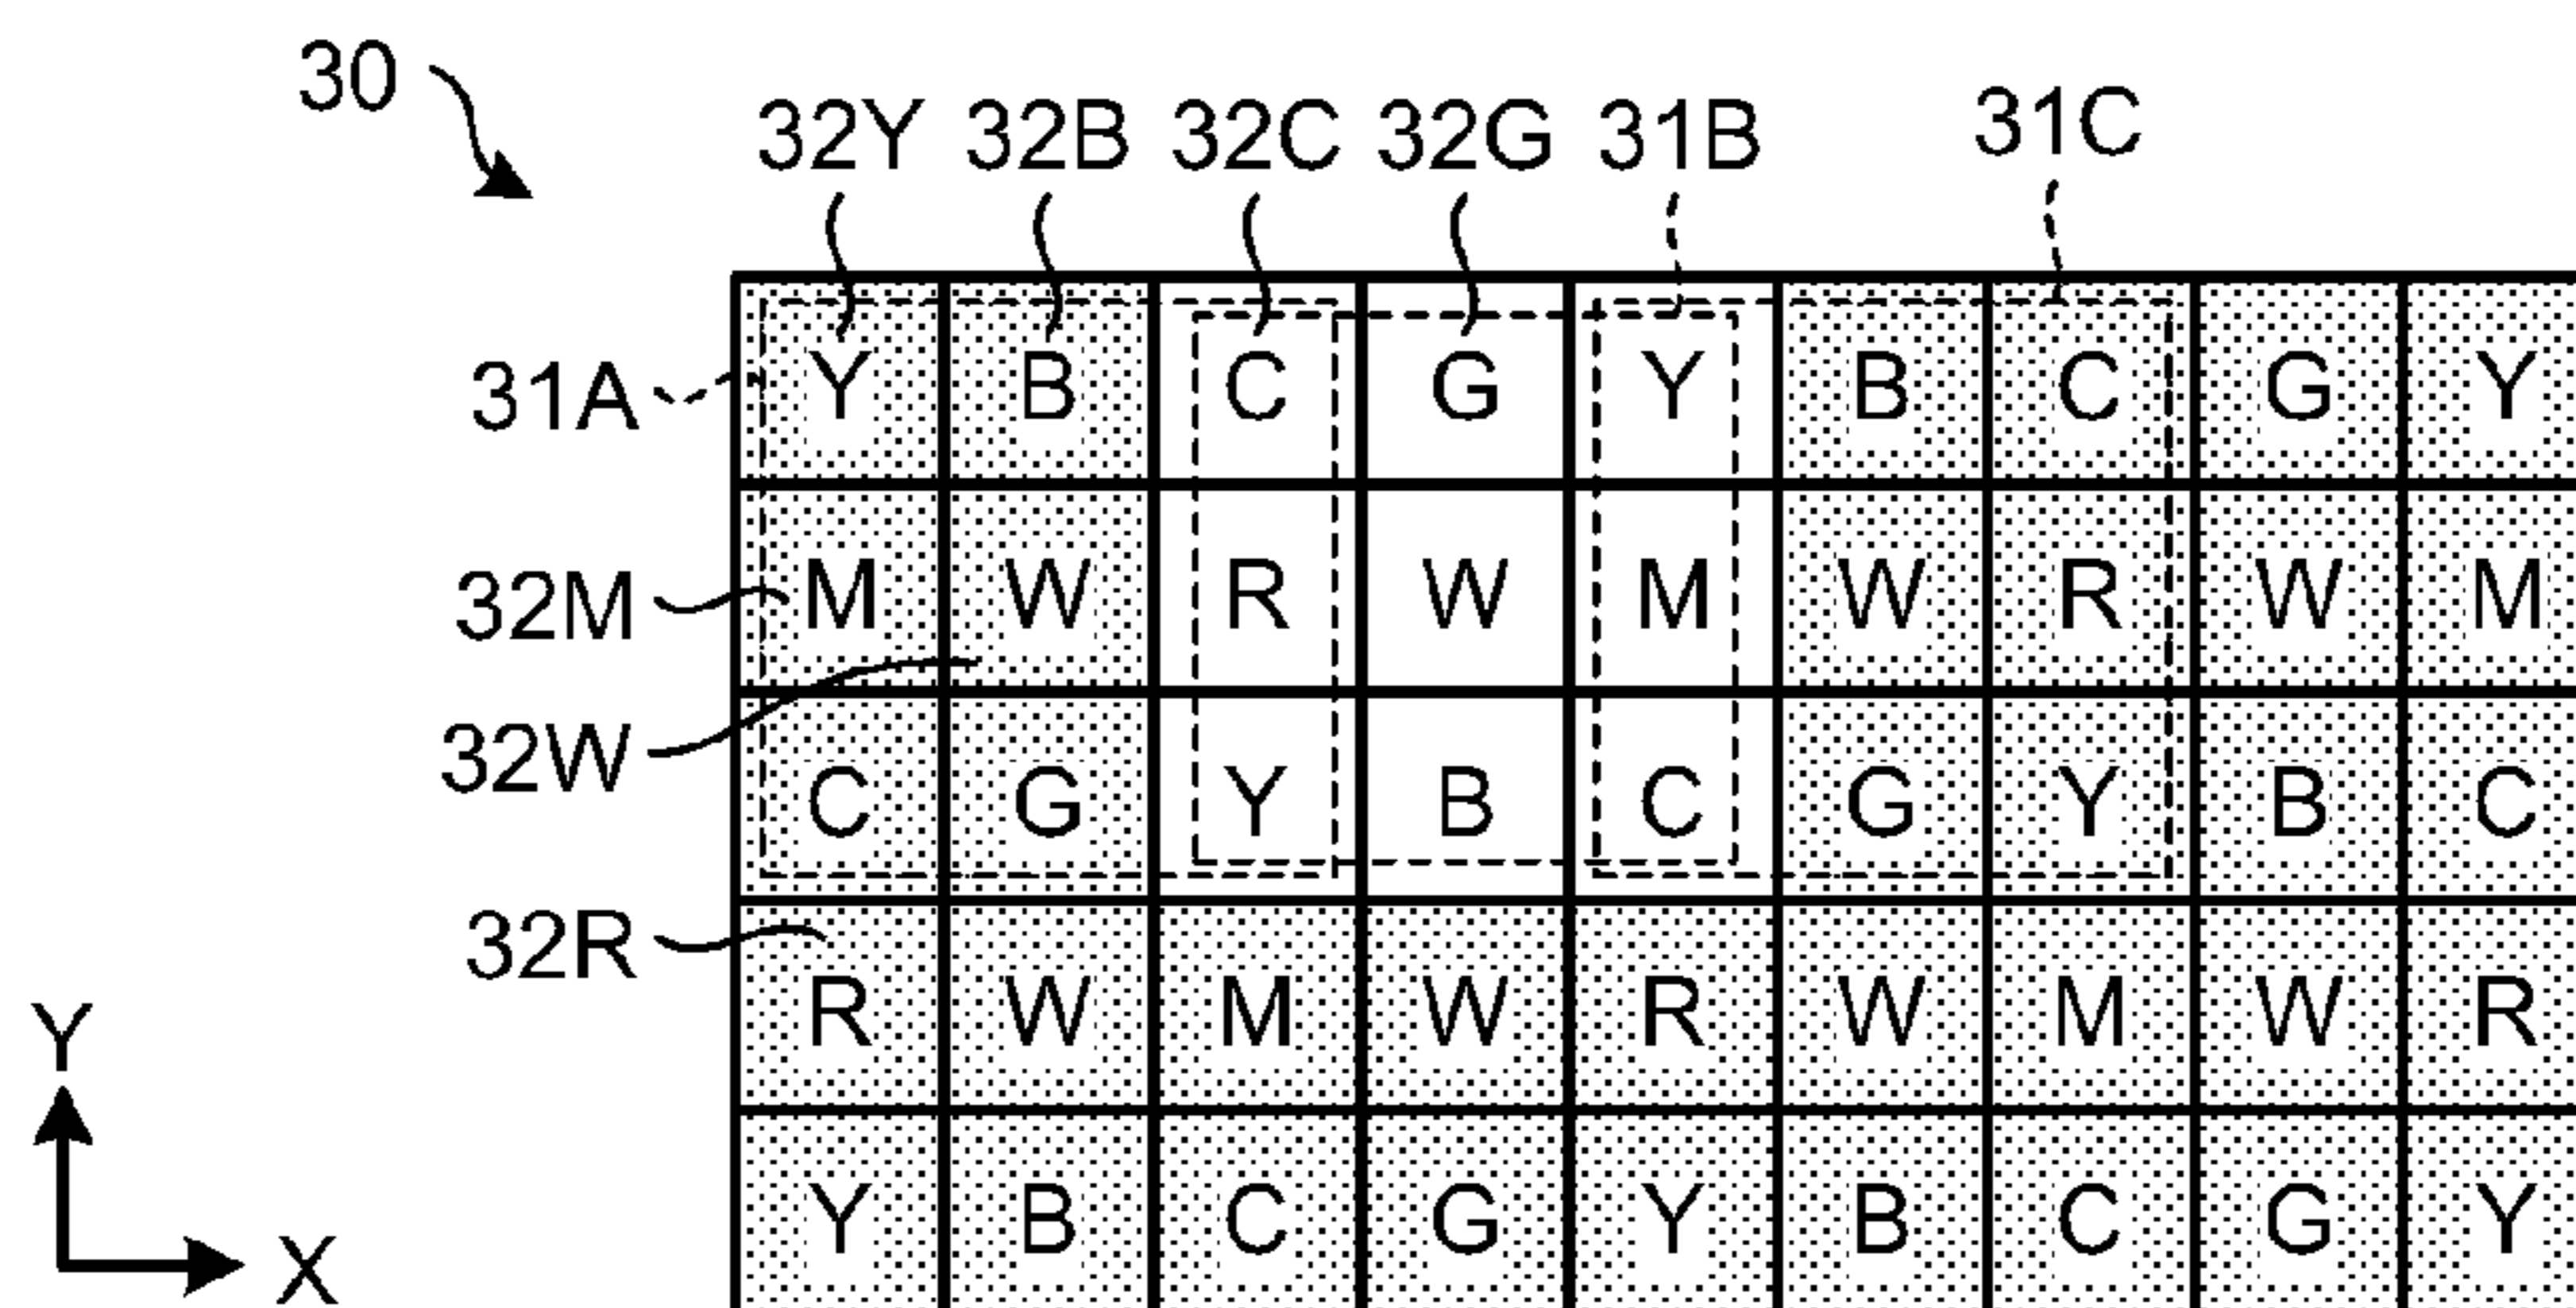 30
32Y 32B 32C 32G 31B 31C
31A Y B C G Y B C G Y
32M M W R W M W R W M
32W
C G Y B C G Y B C
32R
R W M W R W M W R
Y B C G Y B C G Y
Y
X